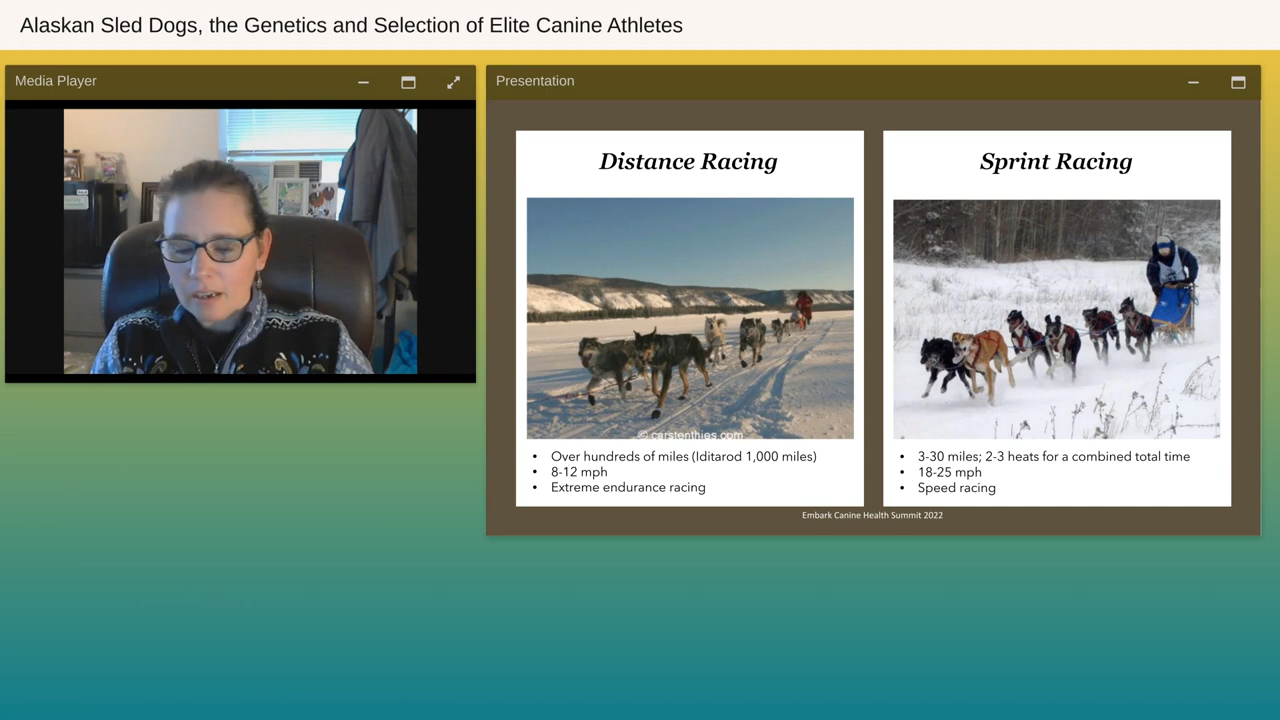 Alaskan Sled Dogs, the Genetics and Selection of Elite Canine Athletes
Media Player
Presentation
Distance Racing
© carstenthies.com
• Over hundreds of miles (Iditarod 1,000 miles)
• 8-12 mph
• Extreme endurance racing
Sprint Racing
• 3-30 miles; 2-3 heats for a combined total time
• 18-25 mph
• Speed racing
Embark Canine Health Summit 2022